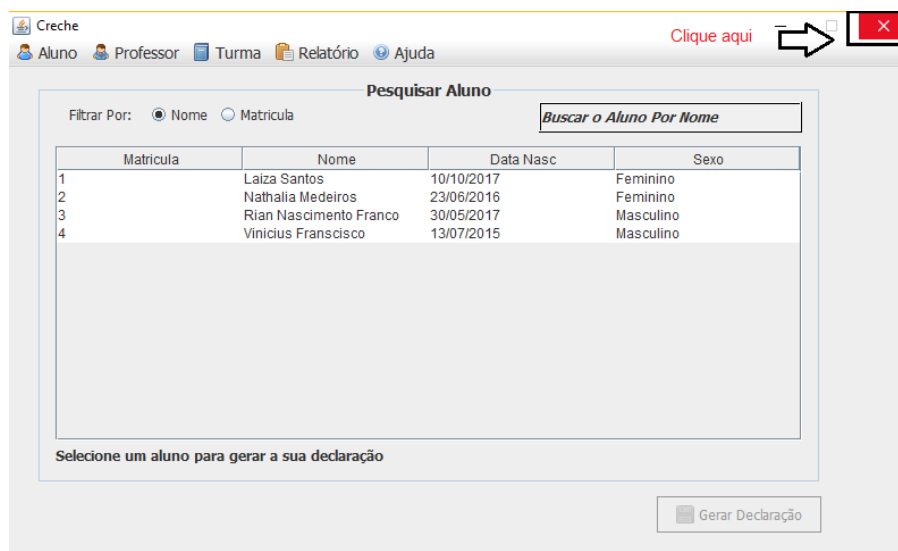 Creche
Clique aqui
Aluno Professor Turma Relatório Ajuda
Pesquisar Aluno
Filtrar Por: Nome Matricula
Buscar o Aluno Por Nome
Matricula Nome Data Nasc Sexo
1 Laiza Santos 10/10/2017 Feminino
2 Nathalia Medeiros 23/06/2016 Feminino
3 Rian Nascimento Franco 30/05/2017 Masculino
4 Vinicius Franscisco 13/07/2015 Masculino
Selecione um aluno para gerar a sua declaração
Gerar Declaração